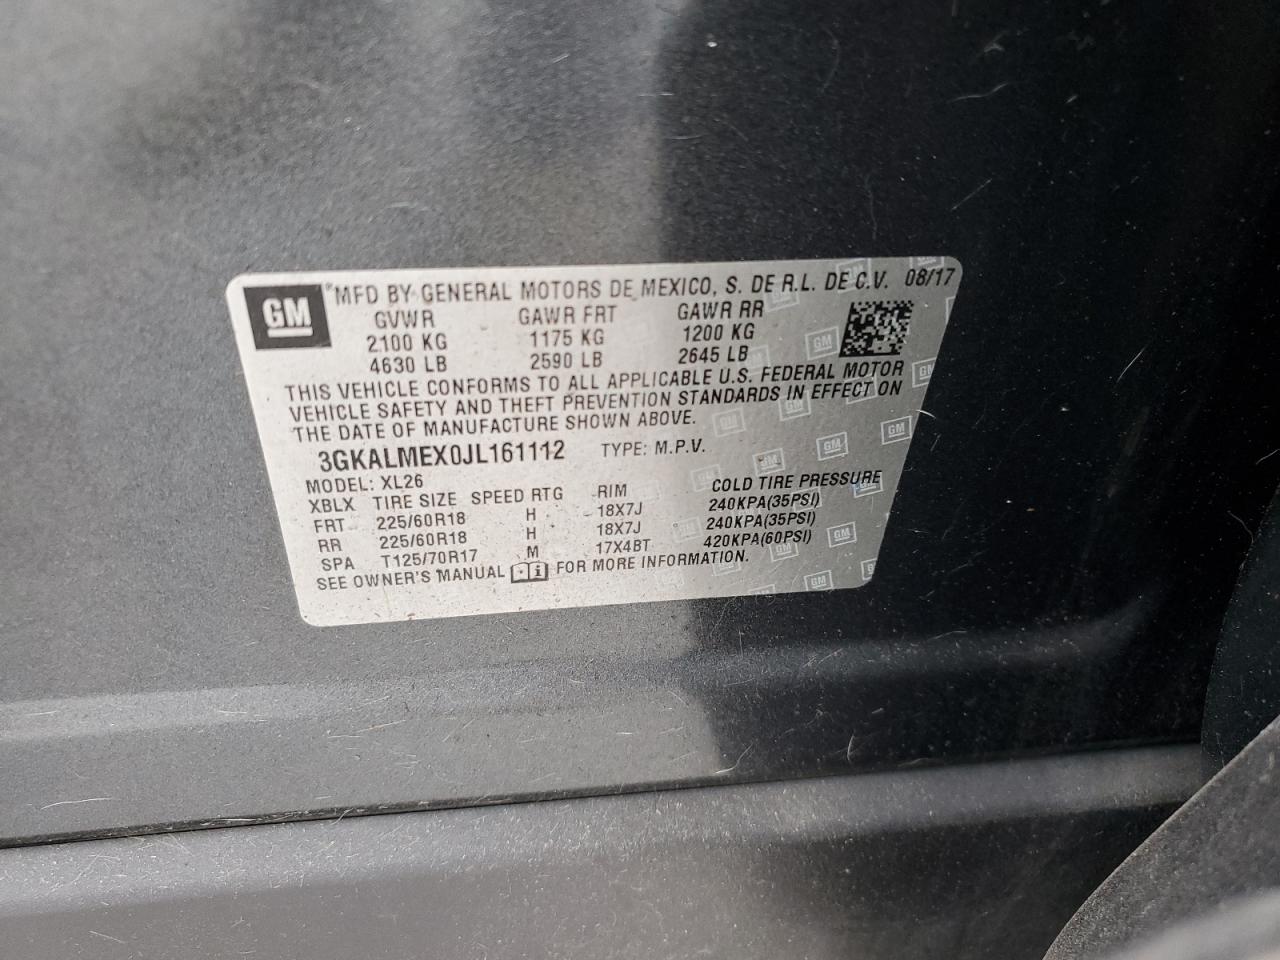 GM *MFD BY GENERAL MOTORS DE MEXICO, S. DE R.L. DE C.V. 08/17
GVWR GAWR FRT GAWR RR
2100 KG 1175 KG 1200 KG
4630 LB 2590 LB 2645 LB
THIS VEHICLE CONFORMS TO ALL APPLICABLE U.S. FEDERAL MOTOR
VEHICLE SAFETY AND THEFT PREVENTION STANDARDS IN EFFECT ON
THE DATE OF MANUFACTURE SHOWN ABOVE.
3GKALMEX0JL161112 TYPE: M.P.V.
MODEL: XL26
XBLX TIRE SIZE SPEED RTG RIM COLD TIRE PRESSURE
FRT 225/60R18 H 18X7J 240KPA(35PSI)
RR 225/60R18 H 18X7J 240KPA(35PSI)
SPA T125/70R17 M 17X4BT 420KPA(60PSI)
SEE OWNER'S MANUAL FOR MORE INFORMATION.